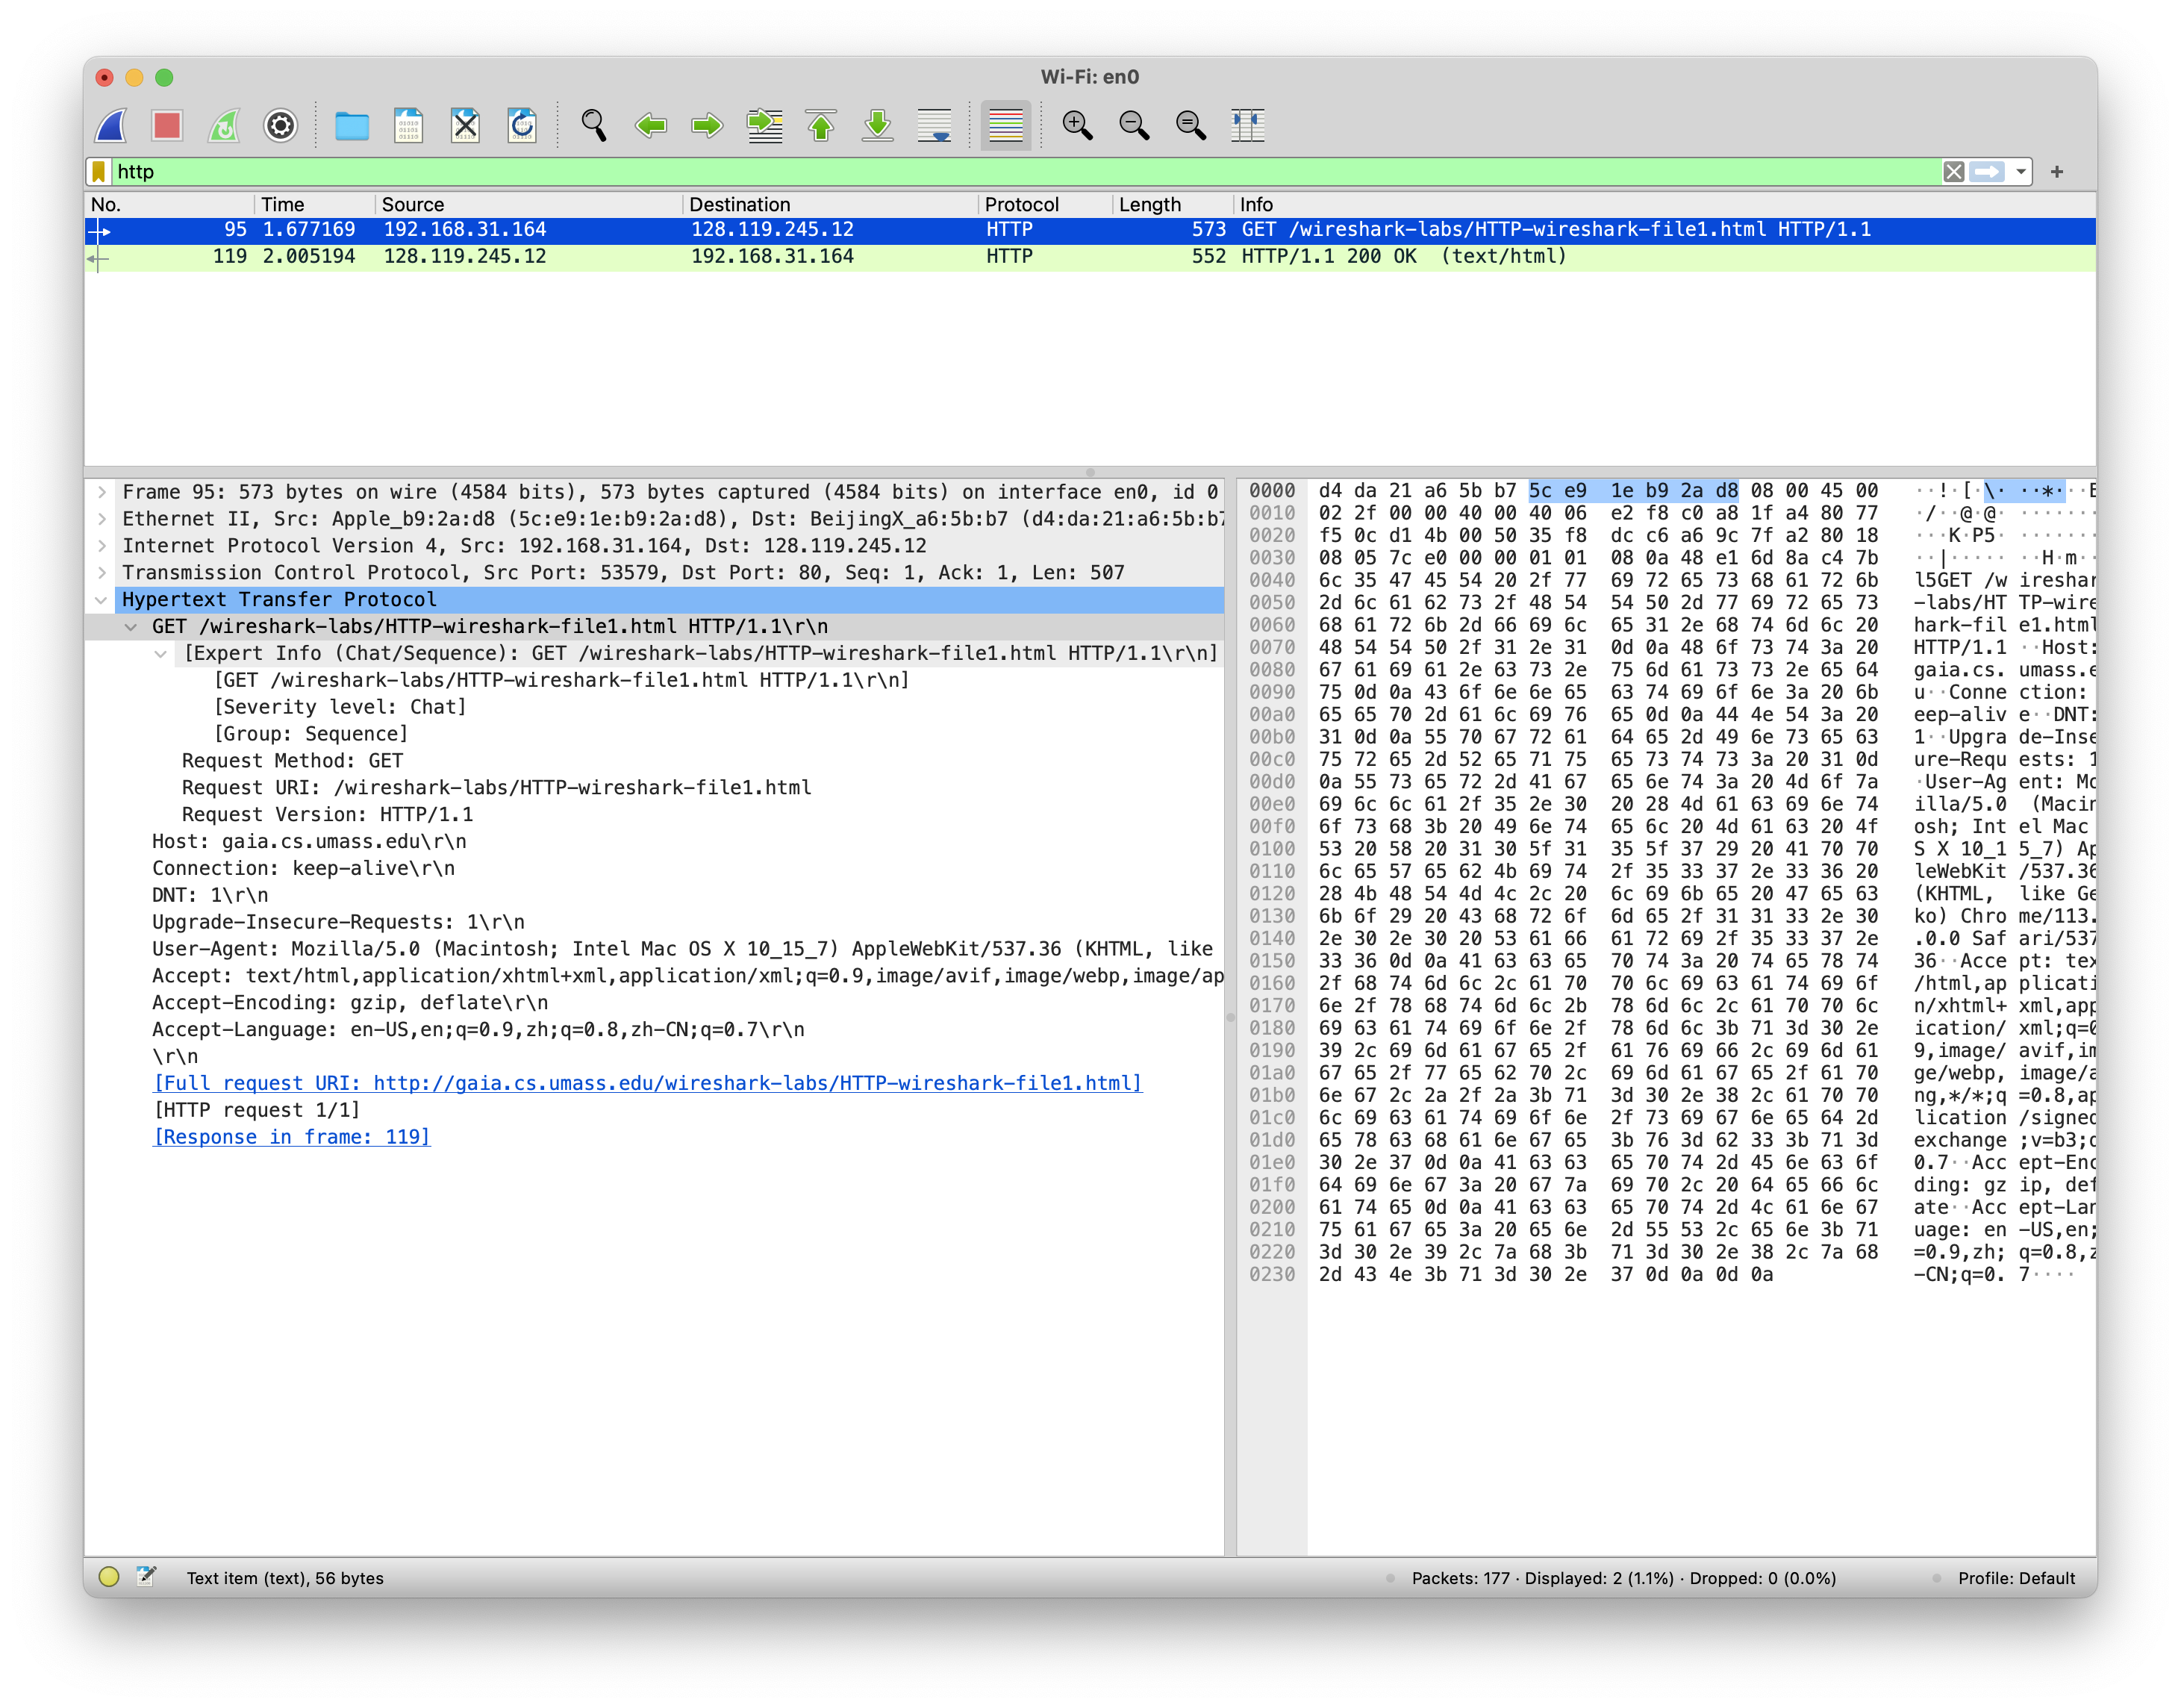 Wi-Fi: en0
http
No. Time Source Destination Protocol Length Info
95 1.677169 192.168.31.164 128.119.245.12 HTTP 573 GET /wireshark-labs/HTTP-wireshark-file1.html HTTP/1.1
119 2.005194 128.119.245.12 192.168.31.164 HTTP 552 HTTP/1.1 200 OK (text/html)
Frame 95: 573 bytes on wire (4584 bits), 573 bytes captured (4584 bits) on interface en0, id 0
Ethernet II, Src: Apple_b9:2a:d8 (5c:e9:1e:b9:2a:d8), Dst: BeijingX_a6:5b:b7 (d4:da:21:a6:5b:b7
Internet Protocol Version 4, Src: 192.168.31.164, Dst: 128.119.245.12
Transmission Control Protocol, Src Port: 53579, Dst Port: 80, Seq: 1, Ack: 1, Len: 507
Hypertext Transfer Protocol
GET /wireshark-labs/HTTP-wireshark-file1.html HTTP/1.1\r\n
[Expert Info (Chat/Sequence): GET /wireshark-labs/HTTP-wireshark-file1.html HTTP/1.1\r\n]
[GET /wireshark-labs/HTTP-wireshark-file1.html HTTP/1.1\r\n]
[Severity level: Chat]
[Group: Sequence]
Request Method: GET
Request URI: /wireshark-labs/HTTP-wireshark-file1.html
Request Version: HTTP/1.1
Host: gaia.cs.umass.edu\r\n
Connection: keep-alive\r\n
DNT: 1\r\n
Upgrade-Insecure-Requests: 1\r\n
User-Agent: Mozilla/5.0 (Macintosh; Intel Mac OS X 10_15_7) AppleWebKit/537.36 (KHTML, like
Accept: text/html,application/xhtml+xml,application/xml;q=0.9,image/avif,image/webp,image/ap
Accept-Encoding: gzip, deflate\r\n
Accept-Language: en-US,en;q=0.9,zh;q=0.8,zh-CN;q=0.7\r\n
\r\n
[Full request URI: http://gaia.cs.umass.edu/wireshark-labs/HTTP-wireshark-file1.html]
[HTTP request 1/1]
[Response in frame: 119]
0000 d4 da 21 a6 5b b7 5c e9 1e b9 2a d8 08 00 45 00 ··!·[·\· ··*···E
0010 02 2f 00 00 40 00 40 06 e2 f8 c0 a8 1f a4 80 77 ·/··@·@· ·······
0020 f5 0c d1 4b 00 50 35 f8 dc c6 a6 9c 7f a2 80 18 ···K·P5· ·······
0030 08 05 7c e0 00 00 01 01 08 0a 48 e1 6d 8a c4 7b ··|····· ··H·m··
0040 6c 35 47 45 54 20 2f 77 69 72 65 73 68 61 72 6b l5GET /w ireshar
0050 2d 6c 61 62 73 2f 48 54 54 50 2d 77 69 72 65 73 -labs/HT TP-wire
0060 68 61 72 6b 2d 66 69 6c 65 31 2e 68 74 6d 6c 20 hark-fil e1.html
0070 48 54 54 50 2f 31 2e 31 0d 0a 48 6f 73 74 3a 20 HTTP/1.1 ··Host:
0080 67 61 69 61 2e 63 73 2e 75 6d 61 73 73 2e 65 64 gaia.cs. umass.e
0090 75 0d 0a 43 6f 6e 6e 65 63 74 69 6f 6e 3a 20 6b u··Conne ction:
00a0 65 65 70 2d 61 6c 69 76 65 0d 0a 44 4e 54 3a 20 eep-aliv e··DNT:
00b0 31 0d 0a 55 70 67 72 61 64 65 2d 49 6e 73 65 63 1··Upgra de-Inse
00c0 75 72 65 2d 52 65 71 75 65 73 74 73 3a 20 31 0d ure-Requ ests: 1
00d0 0a 55 73 65 72 2d 41 67 65 6e 74 3a 20 4d 6f 7a ·User-Ag ent: Mo
00e0 69 6c 6c 61 2f 35 2e 30 20 28 4d 61 63 69 6e 74 illa/5.0 (Macin
00f0 6f 73 68 3b 20 49 6e 74 65 6c 20 4d 61 63 20 4f osh; Int el Mac
0100 53 20 58 20 31 30 5f 31 35 5f 37 29 20 41 70 70 S X 10_1 5_7) Ap
0110 6c 65 57 65 62 4b 69 74 2f 35 33 37 2e 33 36 20 leWebKit /537.36
0120 28 4b 48 54 4d 4c 2c 20 6c 69 6b 65 20 47 65 63 (KHTML, like Ge
0130 6b 6f 29 20 43 68 72 6f 6d 65 2f 31 31 33 2e 30 ko) Chro me/113.
0140 2e 30 2e 30 20 53 61 66 61 72 69 2f 35 33 37 2e .0.0 Saf ari/537
0150 33 36 0d 0a 41 63 63 65 70 74 3a 20 74 65 78 74 36··Acce pt: tex
0160 2f 68 74 6d 6c 2c 61 70 70 6c 69 63 61 74 69 6f /html,ap plicati
0170 6e 2f 78 68 74 6d 6c 2b 78 6d 6c 2c 61 70 70 6c n/xhtml+ xml,app
0180 69 63 61 74 69 6f 6e 2f 78 6d 6c 3b 71 3d 30 2e ication/ xml;q=0
0190 39 2c 69 6d 61 67 65 2f 61 76 69 66 2c 69 6d 61 9,image/ avif,im
01a0 67 65 2f 77 65 62 70 2c 69 6d 61 67 65 2f 61 70 ge/webp, image/a
01b0 6e 67 2c 2a 2f 2a 3b 71 3d 30 2e 38 2c 61 70 70 ng,*/*;q =0.8,ap
01c0 6c 69 63 61 74 69 6f 6e 2f 73 69 67 6e 65 64 2d lication /signed
01d0 65 78 63 68 61 6e 67 65 3b 76 3d 62 33 3b 71 3d exchange ;v=b3;q
01e0 30 2e 37 0d 0a 41 63 63 65 70 74 2d 45 6e 63 6f 0.7··Acc ept-Enc
01f0 64 69 6e 67 3a 20 67 7a 69 70 2c 20 64 65 66 6c ding: gz ip, def
0200 61 74 65 0d 0a 41 63 63 65 70 74 2d 4c 61 6e 67 ate··Acc ept-Lan
0210 75 61 67 65 3a 20 65 6e 2d 55 53 2c 65 6e 3b 71 uage: en -US,en;
0220 3d 30 2e 39 2c 7a 68 3b 71 3d 30 2e 38 2c 7a 68 =0.9,zh; q=0.8,z
0230 2d 43 4e 3b 71 3d 30 2e 37 0d 0a 0d 0a -CN;q=0. 7····
Text item (text), 56 bytes Packets: 177 · Displayed: 2 (1.1%) · Dropped: 0 (0.0%) Profile: Default